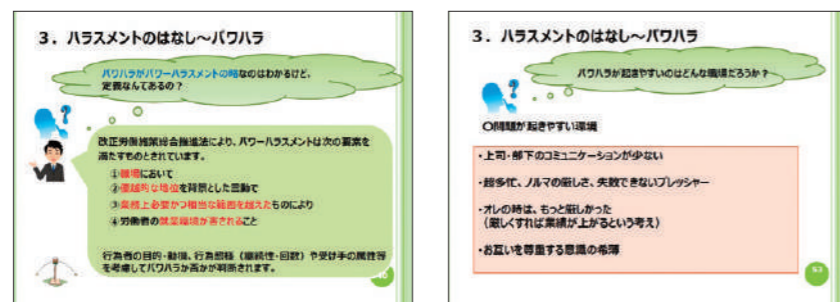 3．ハラスメントのはなし～パワハラ
パワハラがパワーハラスメントの略なのはわかるけど、
定義なんてあるの？
改正労働施策総合推進法により、パワーハラスメントは次の要素を
満たすものとされています。
①職場において
②優越的な地位を背景とした言動で
③業務上必要かつ相当な範囲を超えたものにより
④労働者の就業環境が害されること
行為者の目的・動機、行為態様（継続性・回数）や受け手の属性等
を考慮してパワハラか否かが判断されます。
3．ハラスメントのはなし～パワハラ
パワハラが起きやすいのはどんな職場だろうか？
〇問題が起きやすい環境
・上司・部下のコミュニケーションが少ない
・超多忙、ノルマの厳しさ、失敗できないプレッシャー
・オレの時は、もっと厳しかった
（厳しくすれば業績が上がるという考え）
・お互いを尊重する意識の希薄